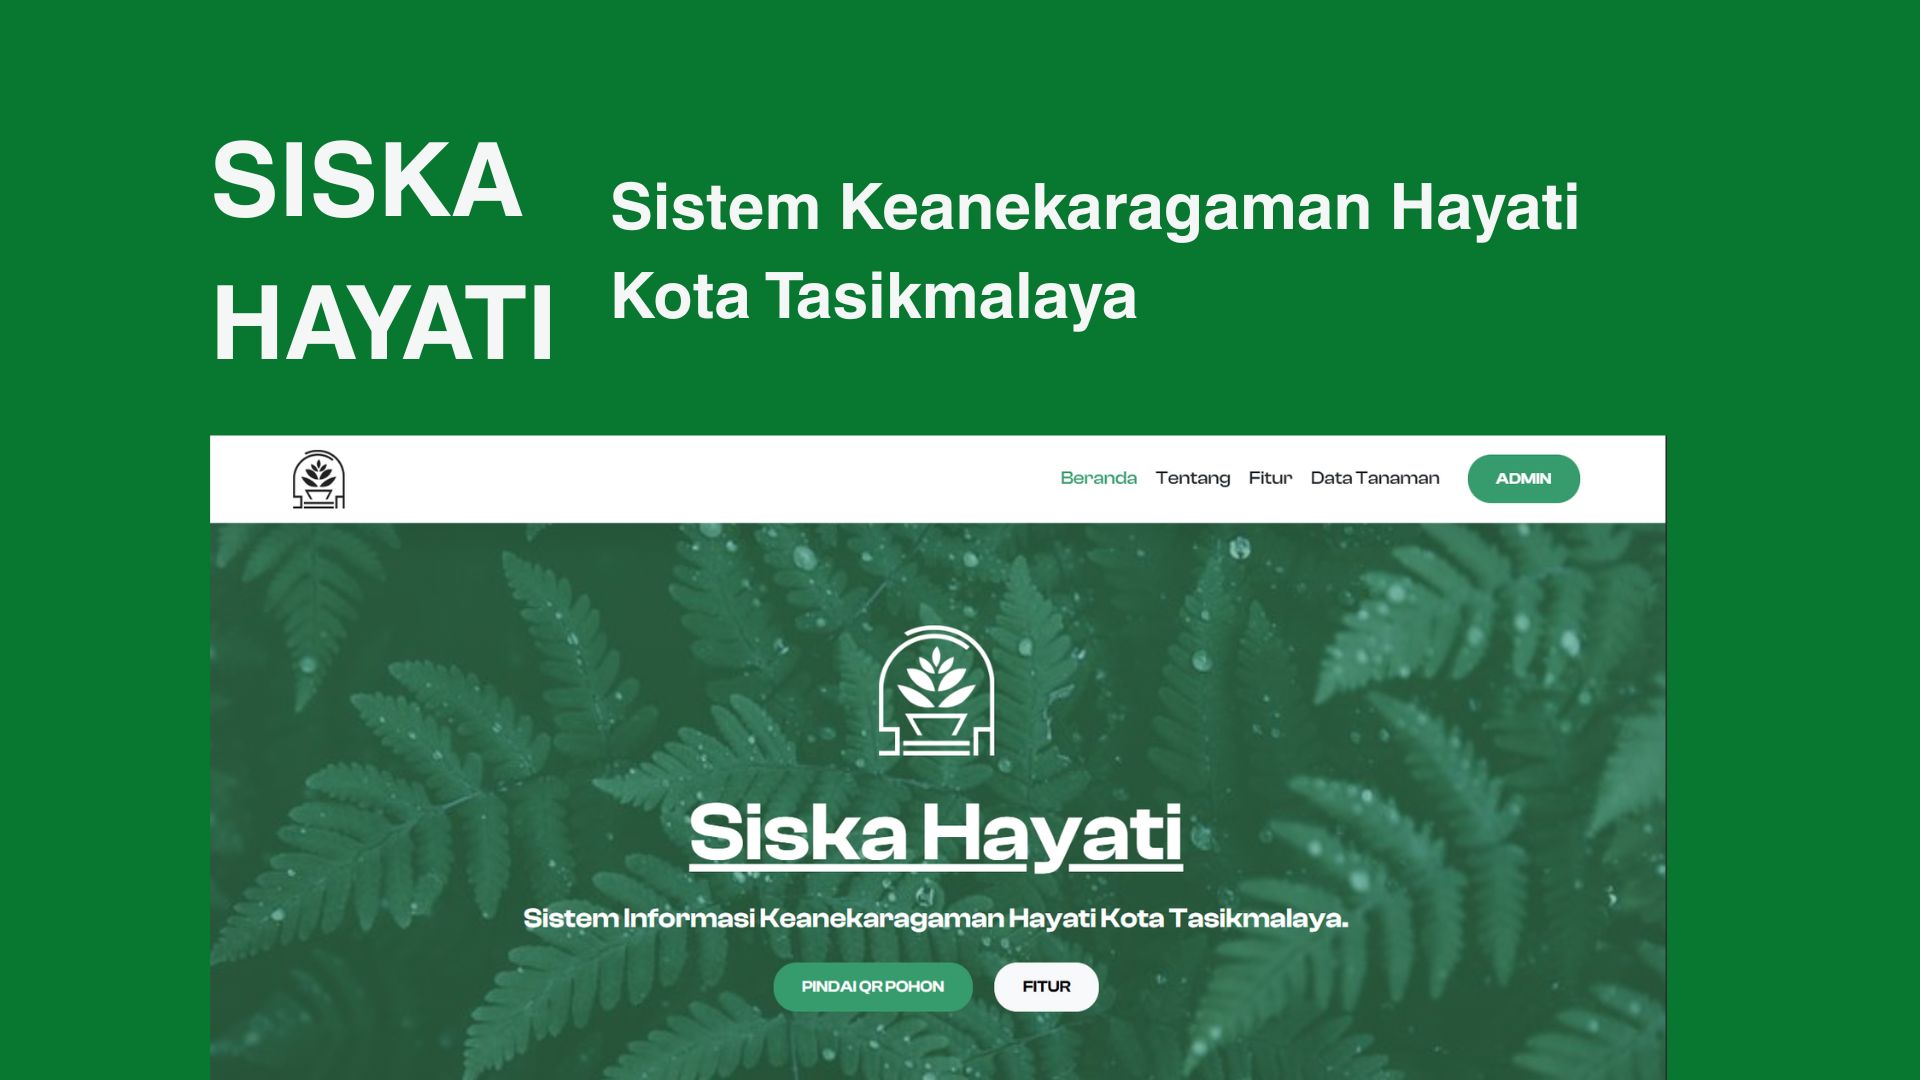 SISKA
HAYATI
Sistem Keanekaragaman Hayati
Kota Tasikmalaya
Beranda Tentang Fitur Data Tanaman ADMIN
Siska Hayati
Sistem Informasi Keanekaragaman Hayati Kota Tasikmalaya.
PINDAI QR POHON FITUR